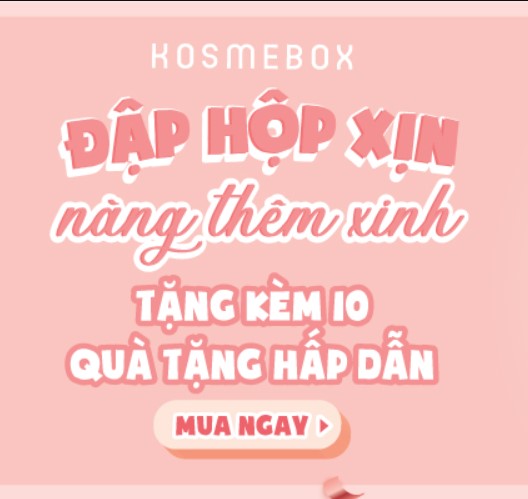 KOSMEBOX
ĐẬP HỘP XỊN
nàng thêm xinh
TẶNG KÈM 10
QUÀ TẶNG HẤP DẪN
MUA NGAY